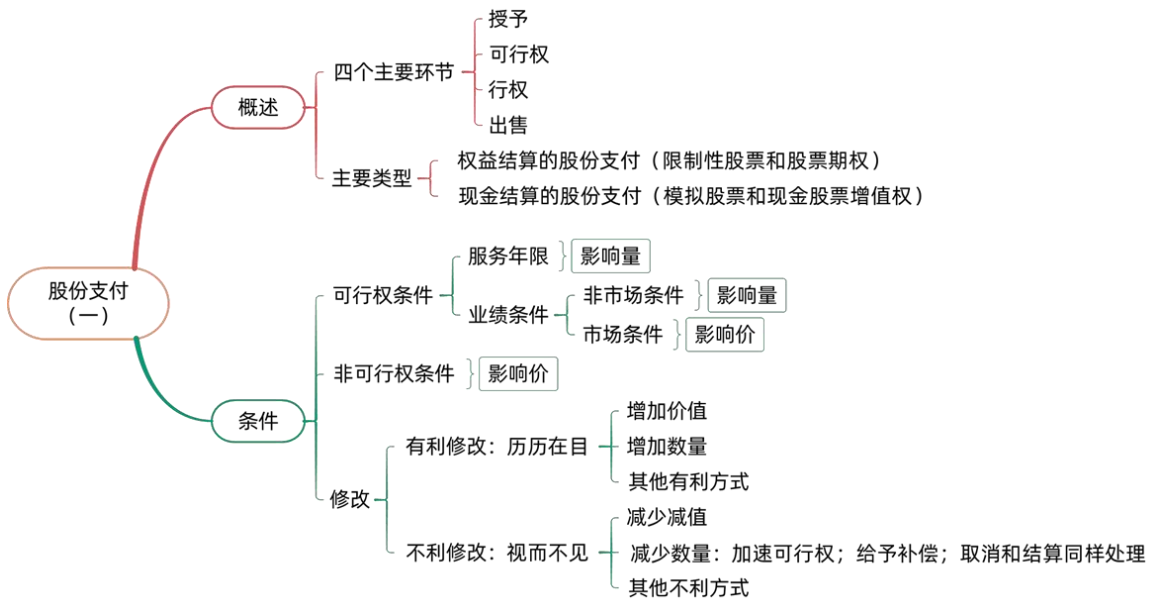 股份支付
（一）
概述
四个主要环节
授予
可行权
行权
出售
主要类型
权益结算的股份支付（限制性股票和股票期权）
现金结算的股份支付（模拟股票和现金股票增值权）
条件
可行权条件
服务年限
影响量
业绩条件
非市场条件
影响量
市场条件
影响价
非可行权条件
影响价
修改
有利修改：历历在目
增加价值
增加数量
其他有利方式
不利修改：视而不见
减少减值
减少数量：加速可行权；给予补偿；取消和结算同样处理
其他不利方式